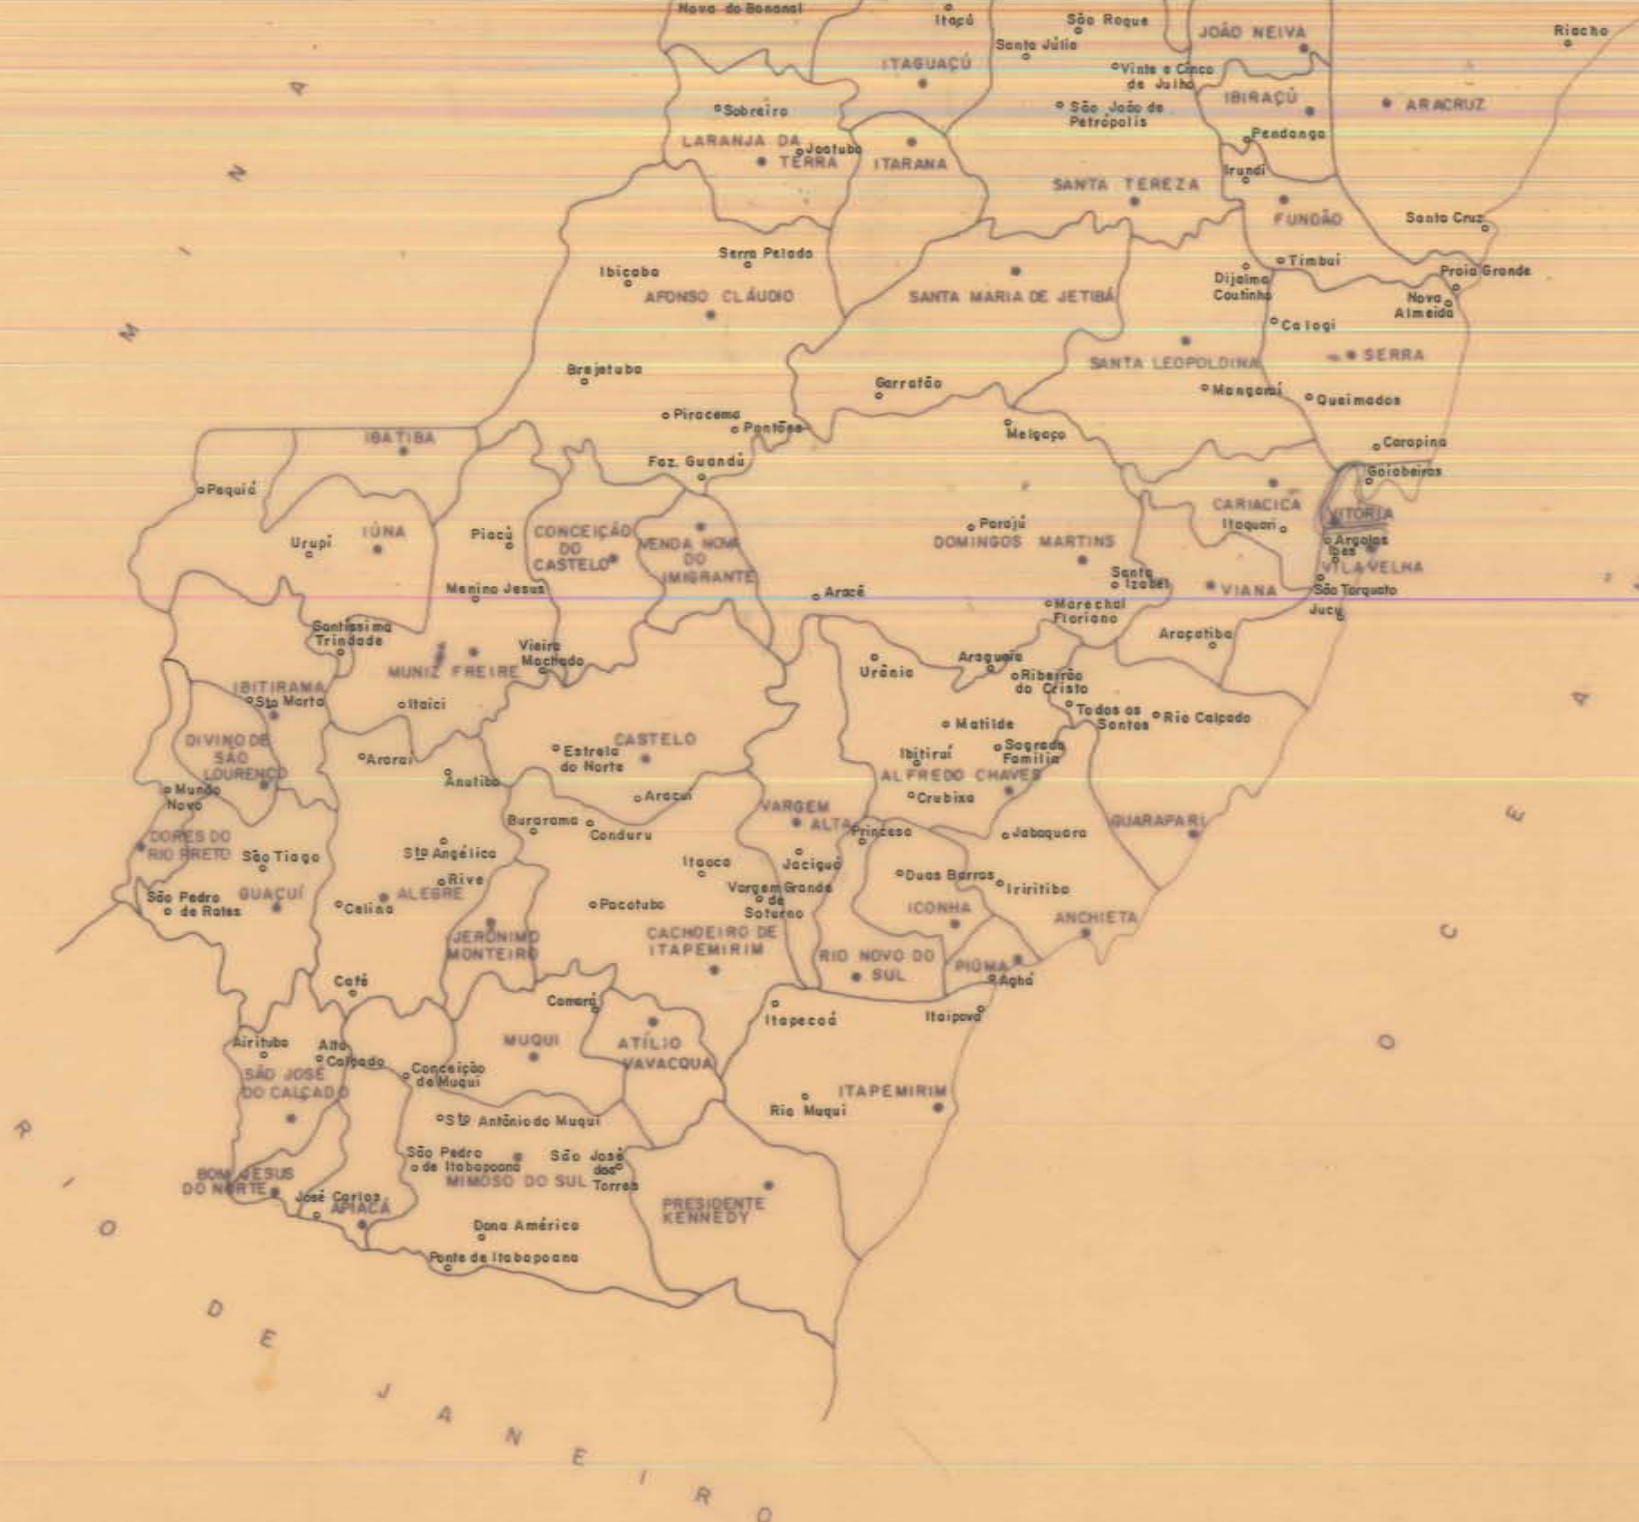 Nova do Bananal
Itaçú
São Roque
JOÃO NEIVA
Riacho
Santa Júlia
ITAGUAÇÚ
Vinte e Cinco
de Julho
IBIRAÇÚ
ARACRUZ
Sobreiro
São João de
Petrópolis
Pendanga
LARANJA DA
TERRA
Joatuba
ITARANA
Irundi
SANTA TEREZA
FUNDÃO
Santa Cruz
Serra Pelada
Ibicaba
AFONSO CLÁUDIO
SANTA MARIA DE JETIBÁ
Timbui
Djalma
Coutinho
Praia Grande
Nova
Almeida
Calogi
SERRA
SANTA LEOPOLDINA
Brejetuba
Garrafão
Mangaraí
Queimados
Piracema
Pontões
Melgaço
Carapina
IBATIBA
Faz. Guandú
Goiabeiras
Pequiá
CARIACICA
VITÓRIA
Itaquari
IÚNA
Urupí
Piacú
CONCEIÇÃO
DO
CASTELO
VENDA NOVA
DO
IMIGRANTE
Parajú
DOMINGOS MARTINS
Argolas
Ibes
VILA VELHA
Santa
Izabel
VIANA
São Torquato
Menino Jesus
Aracê
Marechal
Floriano
Jucu
Santíssima
Trindade
Araçatiba
Vieira
Machado
MUNIZ FREIRE
Urânia
Araguaia
Ribeirão
do Cristo
IBITIRAMA
Sta Marta
Itaici
Todos os
Santos
Rio Calçado
Matilde
DIVINO DE
SÃO
LOURENÇO
CASTELO
Estrela
do Norte
Sagrada
Família
Ibitiruí
ALFREDO CHAVES
Araraí
Anutiba
Mundo
Novo
Aracui
Crubixa
VARGEM
ALTA
Burarama
Conduru
Princesa
Jabaquara
GUARAPARI
DORES DO
RIO PRETO
São Tiago
Sta Angélica
Itaoca
Jaciguá
Rive
ALEGRE
Duas Barras
Iriritiba
Vargem Grande
de
Soturno
São Pedro
de Rates
GUAÇUÍ
Celina
Pacotuba
ICONHA
ANCHIETA
JERÔNIMO
MONTEIRO
CACHOEIRO DE
ITAPEMIRIM
RIO NOVO DO
SUL
PIÚMA
Aghá
Café
Camará
Itapecoá
Itaipava
Airituba
Alto
Calçado
MUQUI
ATÍLIO
VAVACQUA
SÃO JOSÉ
DO CALÇADO
Conceição
de Muqui
ITAPEMIRIM
Rio Muqui
Sto Antônio do Muqui
São Pedro
de Itabapoana
São José
das
Torres
MIMOSO DO SUL
BOM JESUS
DO NORTE
José Carlos
APIACÁ
PRESIDENTE
KENNEDY
Dona América
Ponte de Itabapoana
M I N A
R I O D E J A N E I R O
O C E A